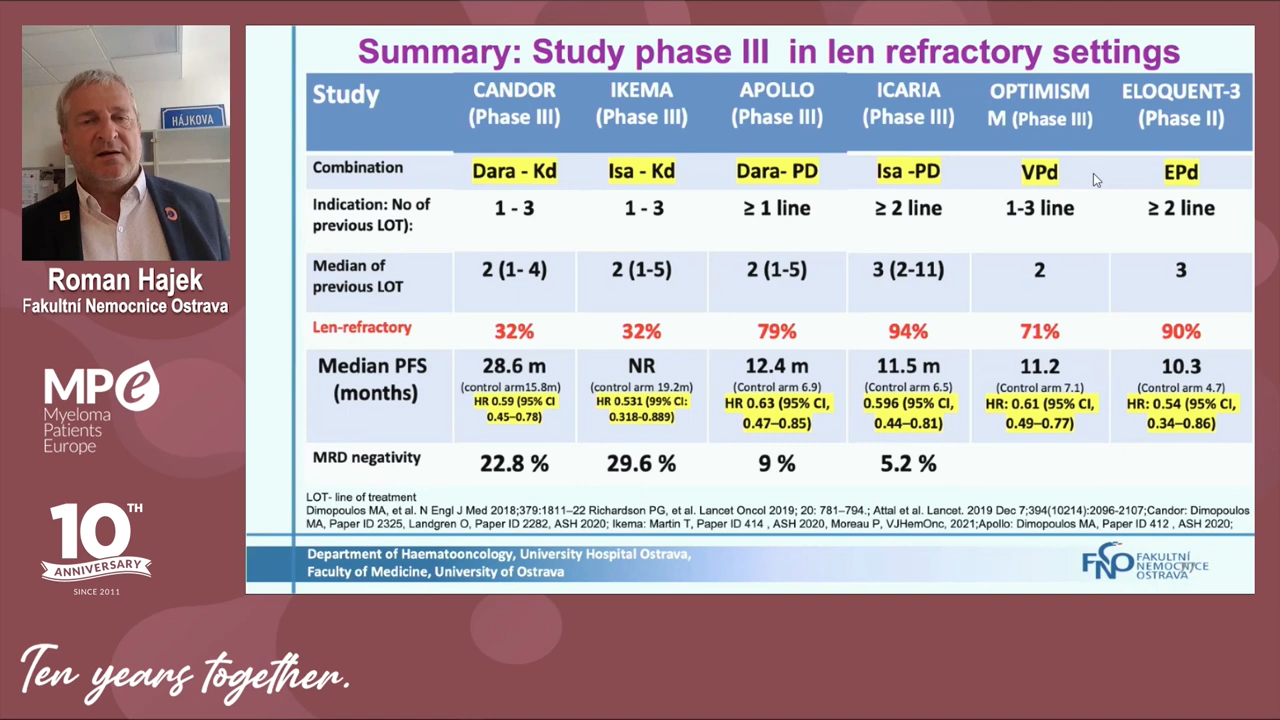 HÁJKOVA
Roman Hajek
Fakultní Nemocnice Ostrava
MPe
Myeloma
Patients
Europe
10TH
ANNIVERSARY
SINCE 2011
Ten years together.
Summary: Study phase III in len refractory settings
Study CANDOR (Phase III) IKEMA (Phase III) APOLLO (Phase III) ICARIA (Phase III) OPTIMISM M (Phase III) ELOQUENT-3 (Phase II)
Combination Dara - Kd Isa - Kd Dara- PD Isa -PD VPd EPd
Indication: No of previous LOT): 1 - 3 1 - 3 ≥ 1 line ≥ 2 line 1-3 line ≥ 2 line
Median of previous LOT 2 (1- 4) 2 (1-5) 2 (1-5) 3 (2-11) 2 3
Len-refractory 32% 32% 79% 94% 71% 90%
Median PFS (months) 28.6 m NR 12.4 m 11.5 m 11.2 10.3
(control arm15.8m) (control arm 19.2m) (Control arm 6.9) (Control arm 6.5) (Control arm 7.1) (Control arm 4.7)
HR 0.59 (95% CI HR 0.531 (99% CI: HR 0.63 (95% CI, 0.596 (95% CI, HR: 0.61 (95% CI, HR: 0.54 (95% CI,
0.45–0.78) 0.318-0.889) 0.47–0.85) 0.44–0.81) 0.49–0.77) 0.34–0.86)
MRD negativity 22.8 % 29.6 % 9 % 5.2 %
LOT- line of treatment
Dimopoulos MA, et al. N Engl J Med 2018;379:1811–22 Richardson PG, et al. Lancet Oncol 2019; 20: 781–794.; Attal et al. Lancet. 2019 Dec 7;394(10214):2096-2107;Candor: Dimopoulos
MA, Paper ID 2325, Landgren O, Paper ID 2282, ASH 2020; Ikema: Martin T, Paper ID 414 , ASH 2020, Moreau P, VJHemOnc, 2021;Apollo: Dimopoulos MA, Paper ID 412 , ASH 2020;
Department of Haematooncology, University Hospital Ostrava,
Faculty of Medicine, University of Ostrava
FNO
FAKULTNÍ
NEMOCNICE
OSTRAVA